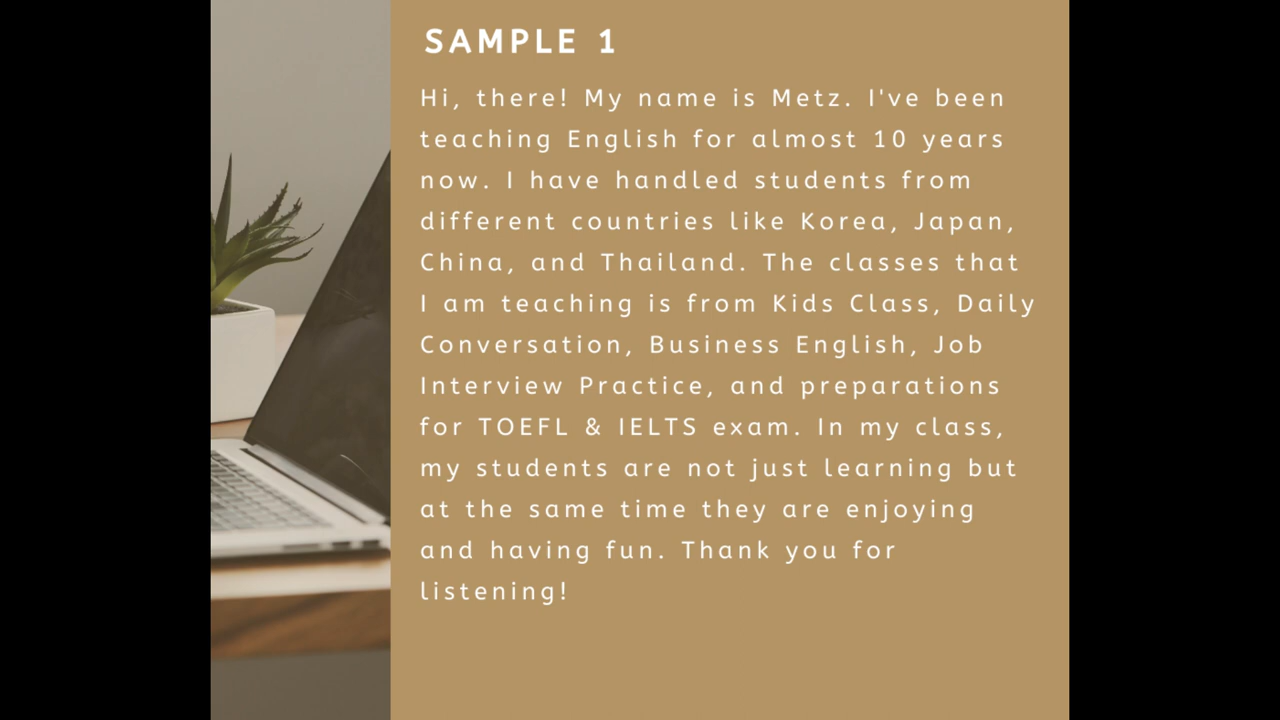 SAMPLE 1
Hi, there! My name is Metz. I've been
teaching English for almost 10 years
now. I have handled students from
different countries like Korea, Japan,
China, and Thailand. The classes that
I am teaching is from Kids Class, Daily
Conversation, Business English, Job
Interview Practice, and preparations
for TOEFL & IELTS exam. In my class,
my students are not just learning but
at the same time they are enjoying
and having fun. Thank you for
listening!